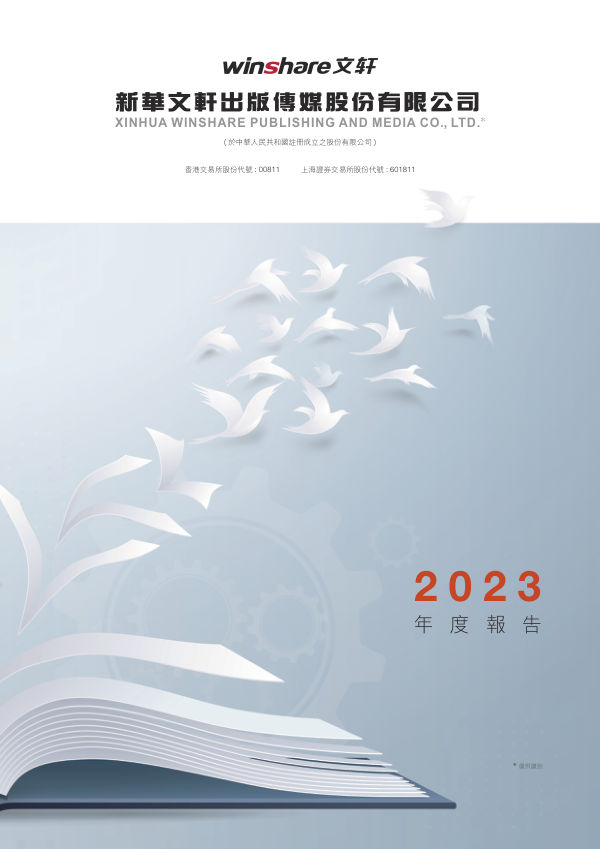 winshare文轩
新華文軒出版傳媒股份有限公司
XINHUA WINSHARE PUBLISHING AND MEDIA CO., LTD.*
(於中華人民共和國註冊成立之股份有限公司)
香港交易所股份代號 : 00811 上海證券交易所股份代號 : 601811
2023
年度報告
* 僅供識別